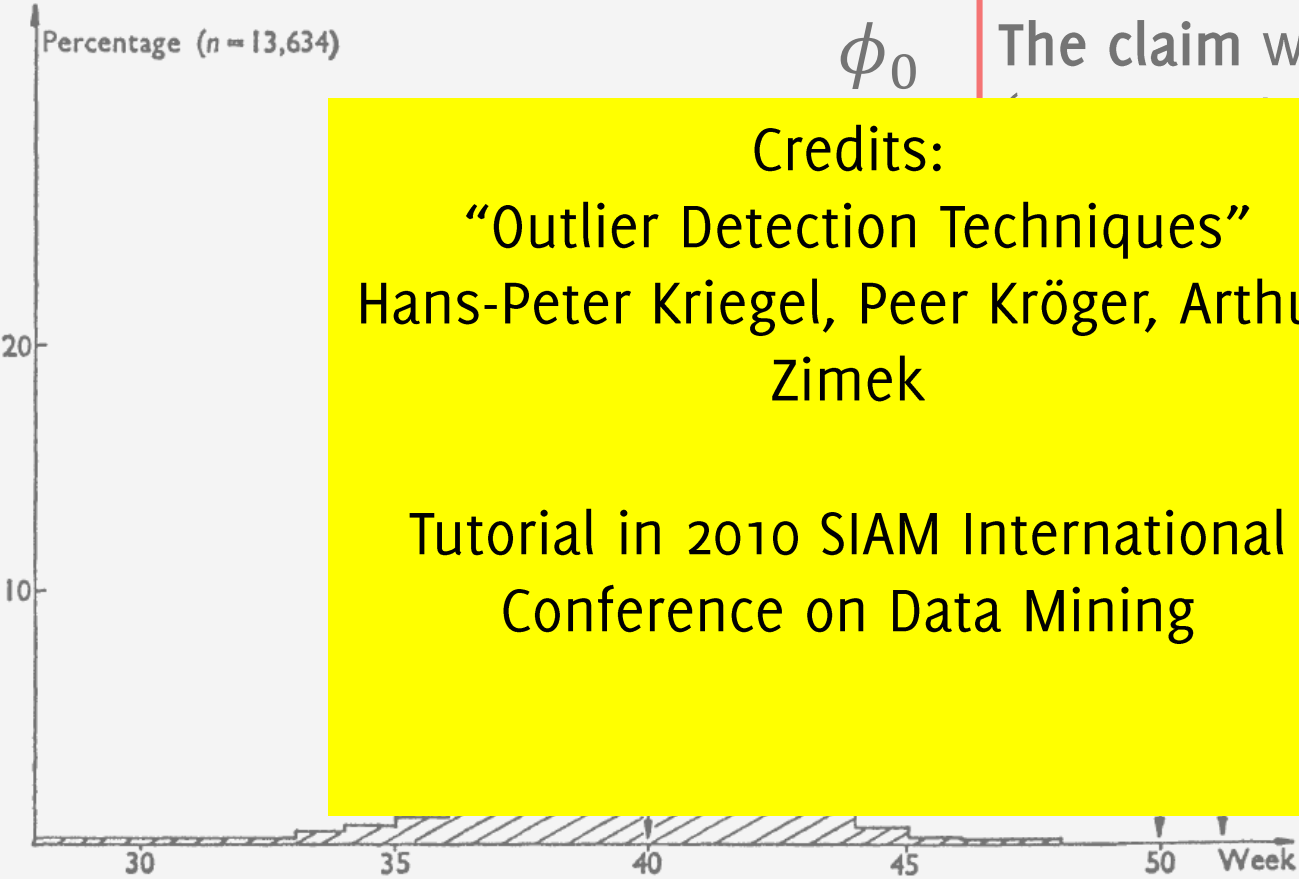 Percentage (n = 13,634)
ϕ0
The claim
Credits:
“Outlier Detection Techniques”
Hans-Peter Kriegel, Peer Kröger,
Zimek
Tutorial in 2010 SIAM International
Conference on Data Mining
20
10
30 35 40 45 50 Week